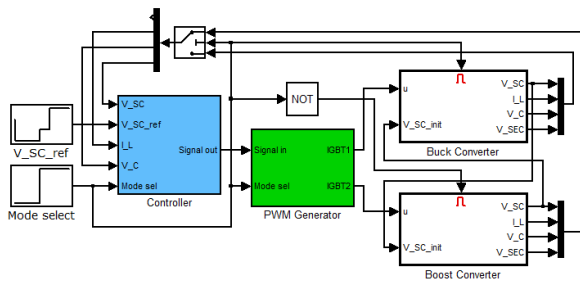 V_SC_ref
Mode select
V_SC
V_SC_ref
I_L
V_C
Mode sel
Signal out
Controller
NOT
Signal in
Mode sel
IGBT1
IGBT2
PWM Generator
u
V_SC_init
V_SC
I_L
V_C
V_SEC
Buck Converter
u
V_SC_init
V_SC
I_L
V_C
V_SEC
Boost Converter